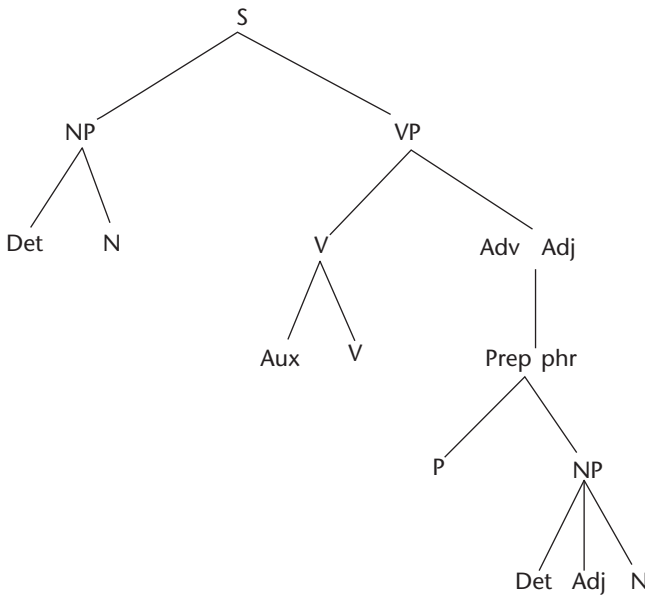 S
NP VP
Det N V Adv Adj
Aux V Prep phr
P NP
Det Adj N